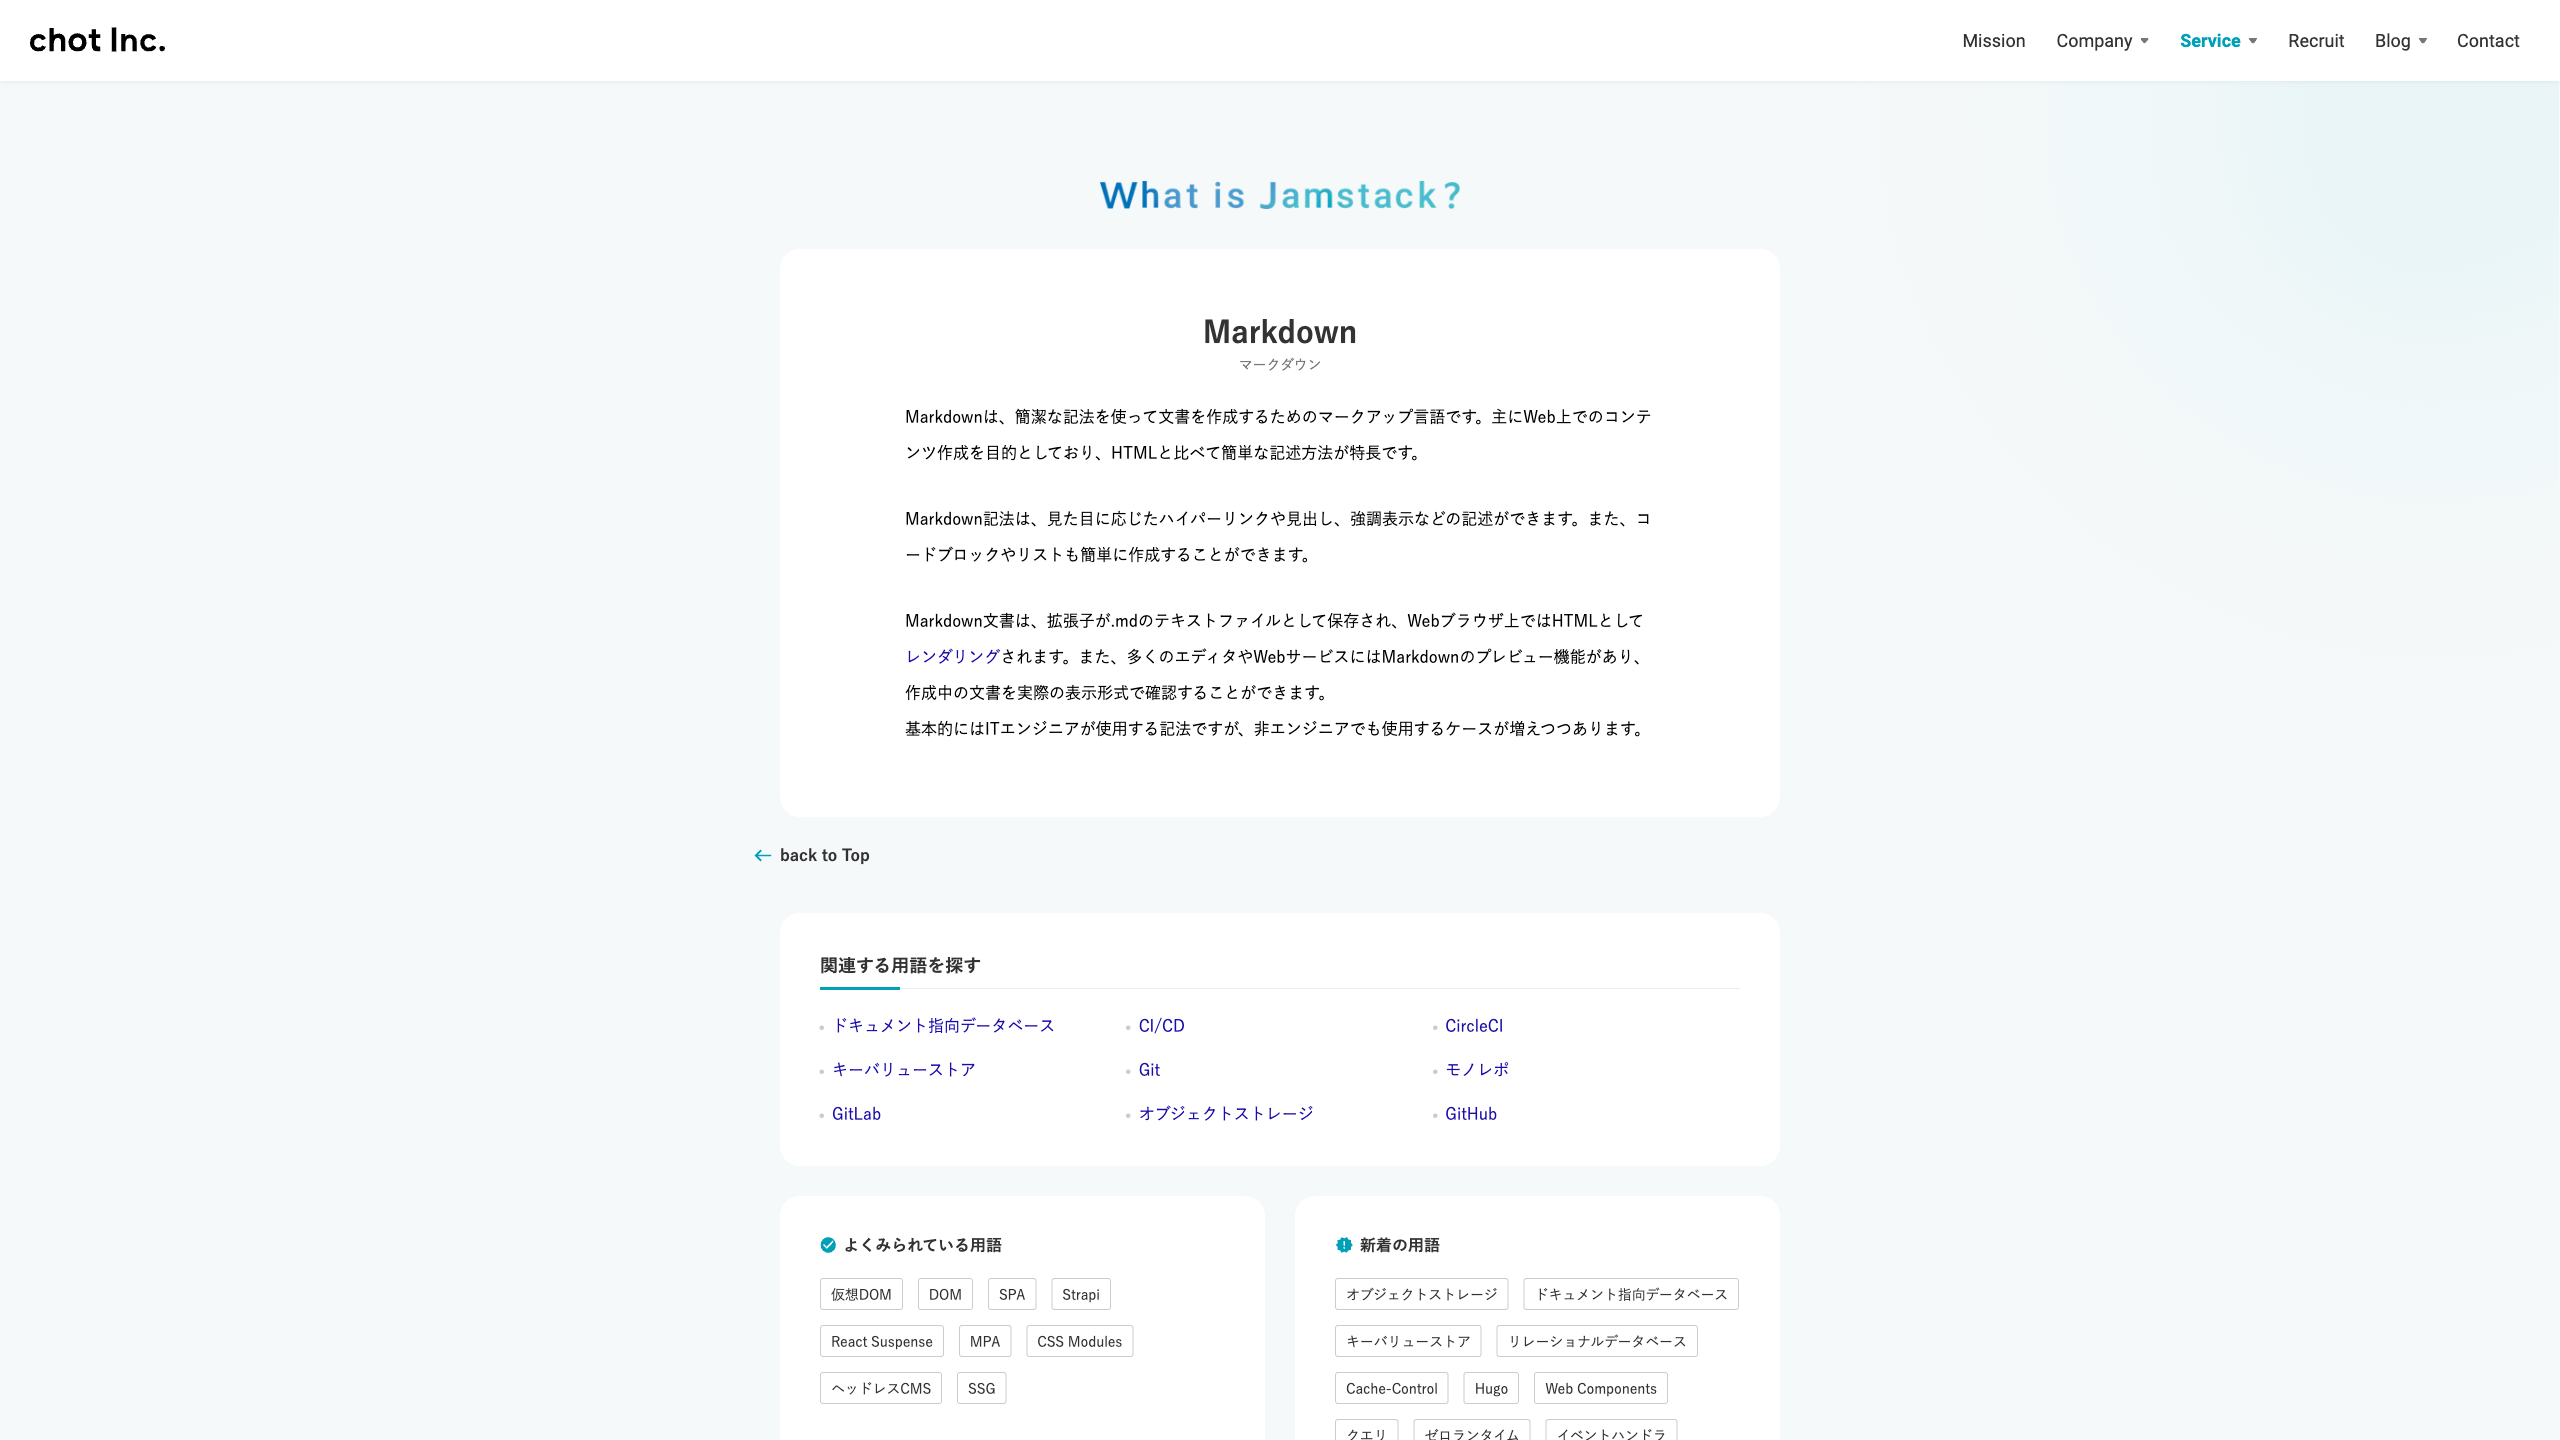 chot Inc.
Mission
Company
Service
Recruit
Blog
Contact
What is Jamstack?
Markdown
マークダウン
Markdownは、簡潔な記法を使って文書を作成するためのマークアップ言語です。主にWeb上でのコンテ
ンツ作成を目的としており、HTMLと比べて簡単な記述方法が特長です。
Markdown記法は、見た目に応じたハイパーリンクや見出し、強調表示などの記述ができます。また、コ
ードブロックやリストも簡単に作成することができます。
Markdown文書は、拡張子が.mdのテキストファイルとして保存され、Webブラウザ上ではHTMLとして
レンダリングされます。また、多くのエディタやWebサービスにはMarkdownのプレビュー機能があり、
作成中の文書を実際の表示形式で確認することができます。
基本的にはITエンジニアが使用する記法ですが、非エンジニアでも使用するケースが増えつつあります。
back to Top
関連する用語を探す
ドキュメント指向データベース
CI/CD
CircleCI
キーバリューストア
Git
モノレポ
GitLab
オブジェクトストレージ
GitHub
よくみられている用語
仮想DOM
DOM
SPA
Strapi
React Suspense
MPA
CSS Modules
ヘッドレスCMS
SSG
新着の用語
オブジェクトストレージ
ドキュメント指向データベース
キーバリューストア
リレーショナルデータベース
Cache-Control
Hugo
Web Components
クエリ
ゼロランタイム
イベントハンドラ